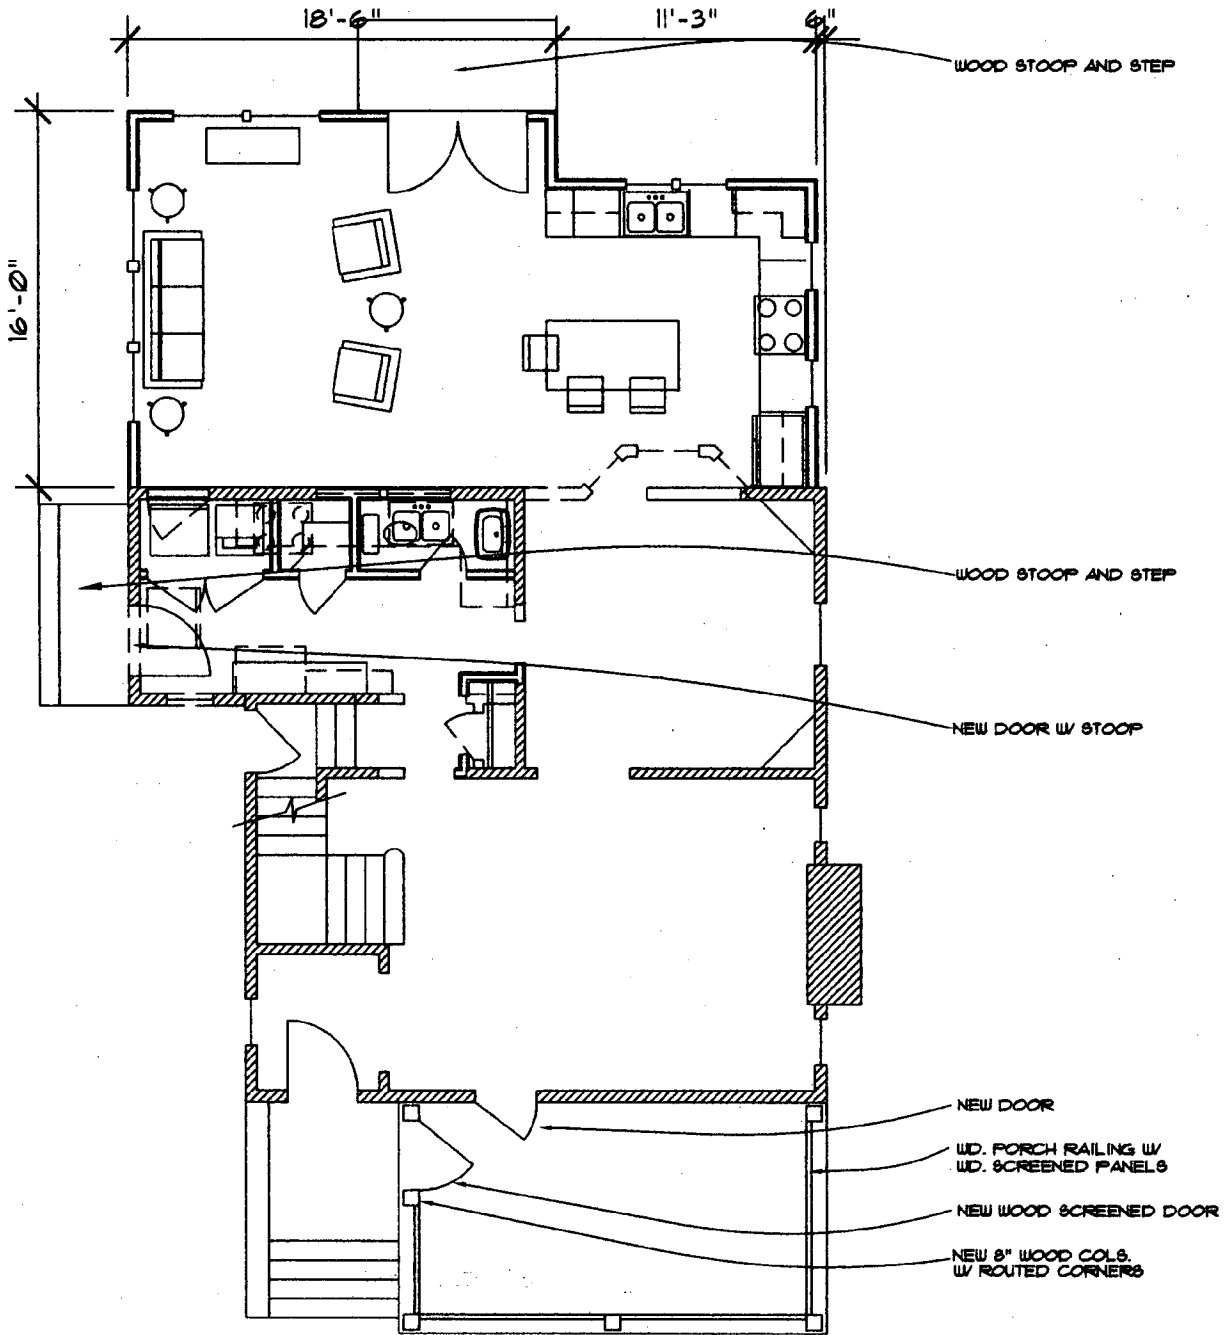 18'-6"
11'-3"
6"
WOOD STOOP AND STEP
16'-0"
WOOD STOOP AND STEP
NEW DOOR W/ STOOP
NEW DOOR
WD. PORCH RAILING W/
WD. SCREENED PANELS
NEW WOOD SCREENED DOOR
NEW 8" WOOD COLS.
W/ ROUTED CORNERS